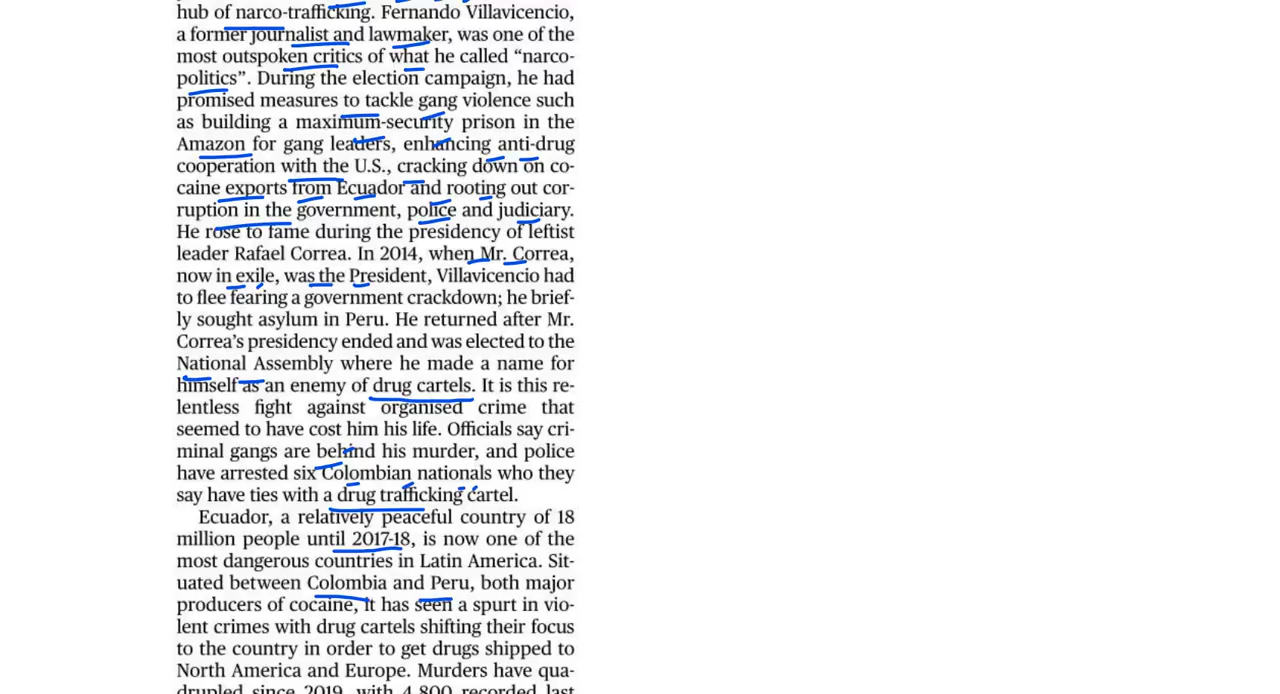 hub of narco-trafficking. Fernando Villavicencio,
a former journalist and lawmaker, was one of the
most outspoken critics of what he called “narco-
politics”. During the election campaign, he had
promised measures to tackle gang violence such
as building a maximum-security prison in the
Amazon for gang leaders, enhancing anti-drug
cooperation with the U.S., cracking down on co-
caine exports from Ecuador and rooting out cor-
ruption in the government, police and judiciary.
He rose to fame during the presidency of leftist
leader Rafael Correa. In 2014, when Mr. Correa,
now in exile, was the President, Villavicencio had
to flee fearing a government crackdown; he brief-
ly sought asylum in Peru. He returned after Mr.
Correa’s presidency ended and was elected to the
National Assembly where he made a name for
himself as an enemy of drug cartels. It is this re-
lentless fight against organised crime that
seemed to have cost him his life. Officials say cri-
minal gangs are behind his murder, and police
have arrested six Colombian nationals who they
say have ties with a drug trafficking cartel.
Ecuador, a relatively peaceful country of 18
million people until 2017-18, is now one of the
most dangerous countries in Latin America. Sit-
uated between Colombia and Peru, both major
producers of cocaine, it has seen a spurt in vio-
lent crimes with drug cartels shifting their focus
to the country in order to get drugs shipped to
North America and Europe. Murders have qua-
drupled since 2019, with 4,800 recorded last